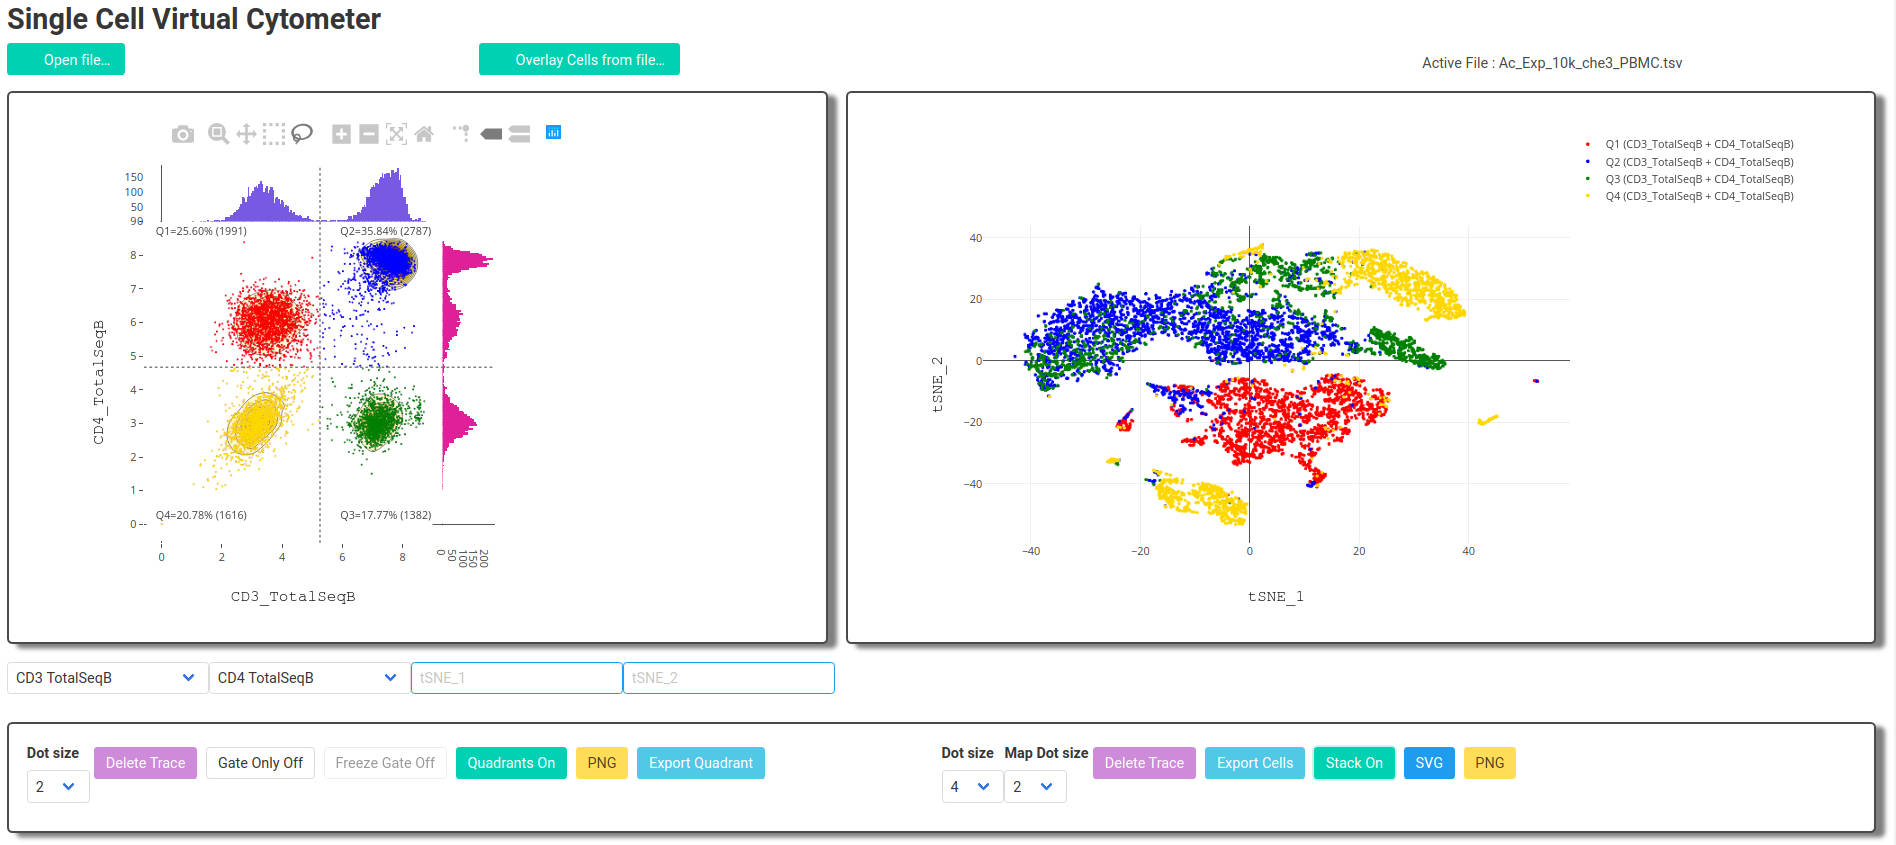 Single Cell Virtual Cytometer
Open file...
Overlay Cells from file...
Active File : Ac_Exp_10k_che3_PBMC.tsv
150
100
50
90
Q1=25.60% (1991)
Q2=35.84% (2787)
8
7
6
5
4
3
2
1
0
CD4_TotalSeqB
Q4=20.78% (1616)
Q3=17.77% (1382)
0
2
4
6
8
0
50
100
150
200
CD3_TotalSeqB
Q1 (CD3_TotalSeqB + CD4_TotalSeqB)
Q2 (CD3_TotalSeqB + CD4_TotalSeqB)
Q3 (CD3_TotalSeqB + CD4_TotalSeqB)
Q4 (CD3_TotalSeqB + CD4_TotalSeqB)
40
20
0
−20
−40
tSNE_2
−40
−20
0
20
40
tSNE_1
CD3 TotalSeqB
CD4 TotalSeqB
tSNE_1
tSNE_2
Dot size
2
Delete Trace
Gate Only Off
Freeze Gate Off
Quadrants On
PNG
Export Quadrant
Dot size
Map Dot size
4
2
Delete Trace
Export Cells
Stack On
SVG
PNG